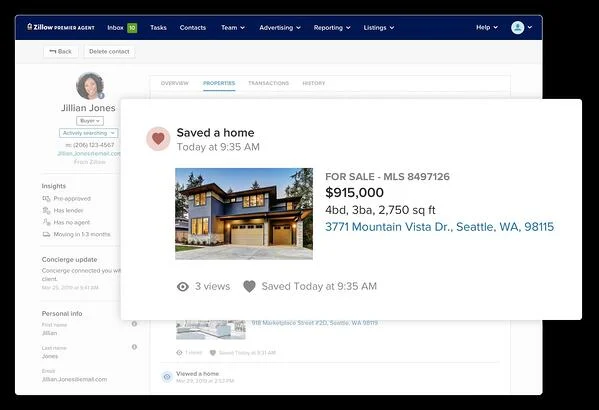 Zillow PREMIER AGENT Inbox 10 Tasks Contacts Team Advertising Reporting Listings Help
Back Delete contact
OVERVIEW PROPERTIES TRANSACTIONS HISTORY
Jillian Jones
Buyer
Actively searching
m: (206) 123-4567
Jillian.Jones@email.com
From Zillow
Insights
Pre-approved
Has lender
Has no agent
Moving in 1-3 months
Concierge update
Concierge connected you wit
client.
Mar 25, 2019 at 9:41 AM
Personal info
First name
Jillian
Last name
Jones
Email
Jillian.Jones@email.com
Saved a home
Today at 9:35 AM
FOR SALE - MLS 8497126
$915,000
4bd, 3ba, 2,750 sq ft
3771 Mountain Vista Dr., Seattle, WA, 98115
3 views Saved Today at 9:35 AM
918 Marketplace Street #2D, Seattle, WA 98119
views Saved Today at 9:31 AM
Viewed a home
Mar 29, 2019 at 2:53 PM